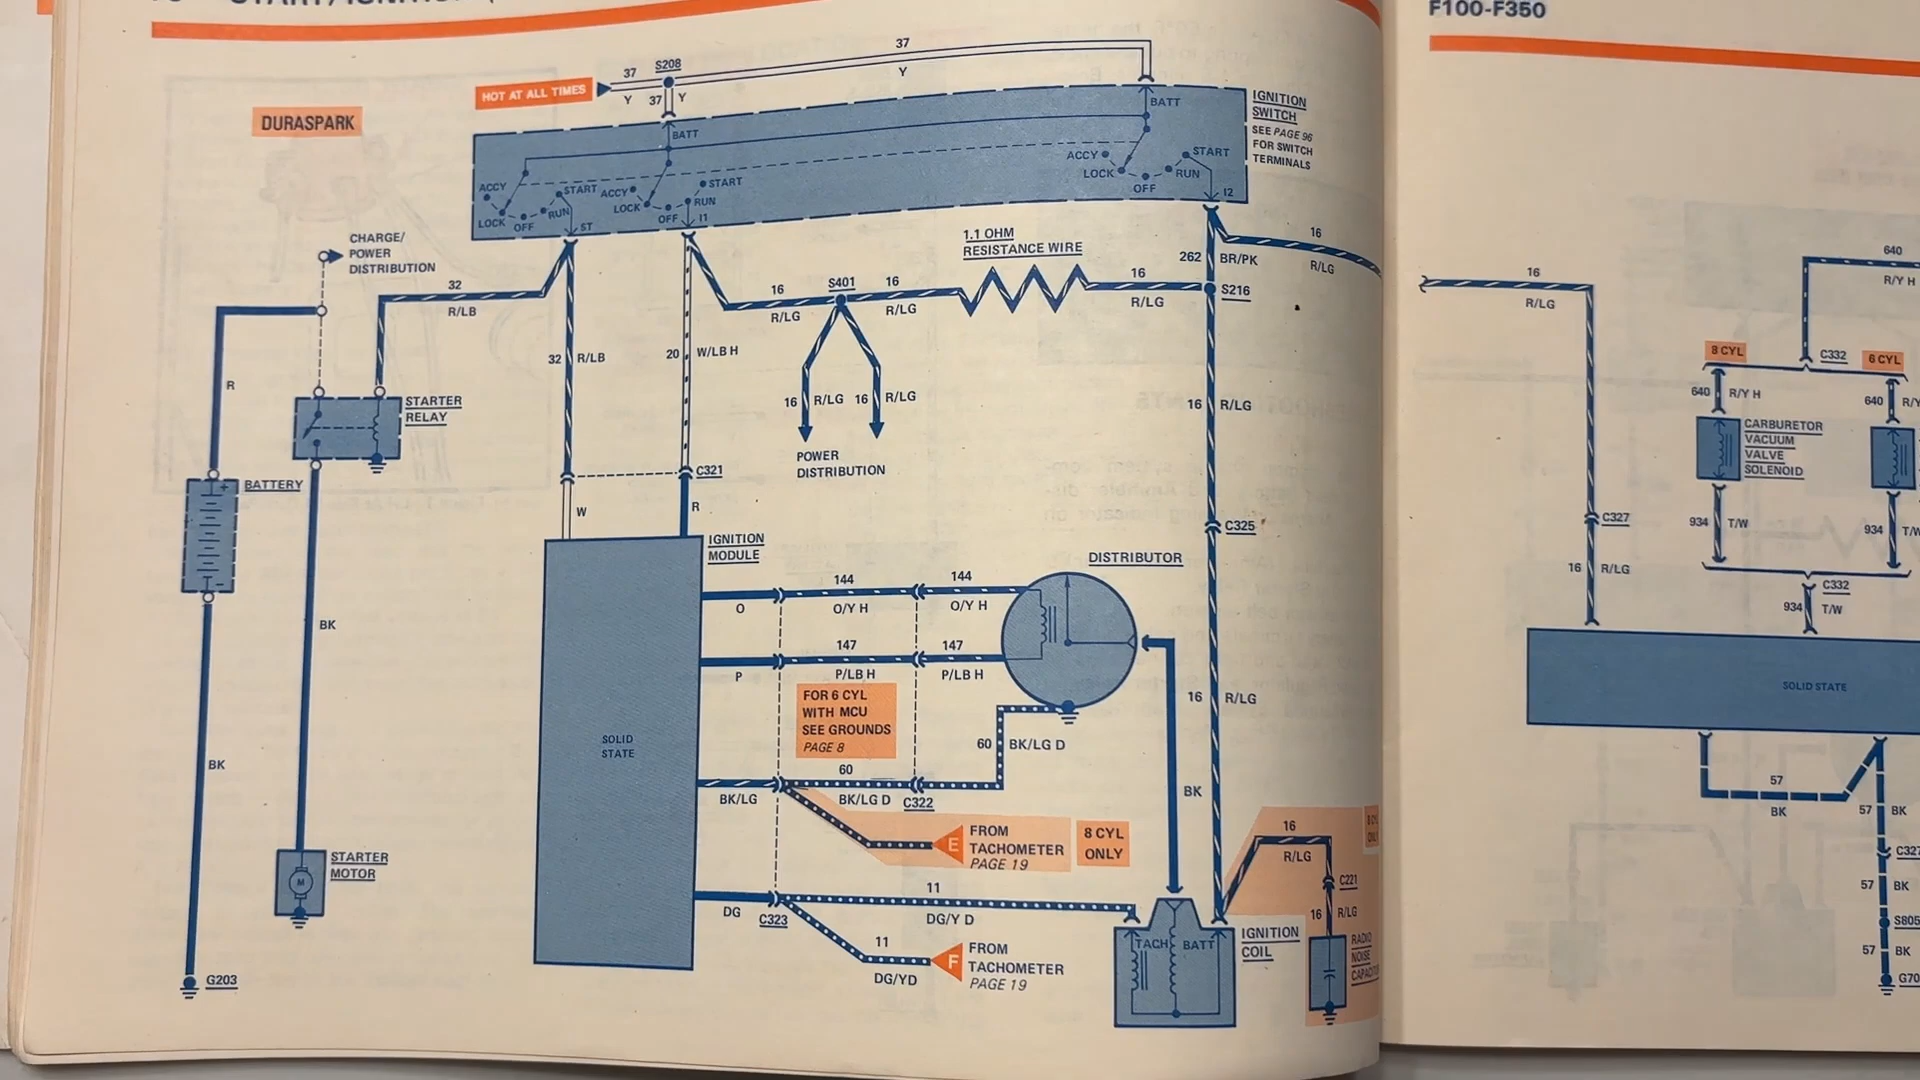 START/IGNITION
F100-F350
DURASPARK
HOT AT ALL TIMES
37
Y
S208
37 Y
37
Y
BATT
BATT
IGNITION
SWITCH
SEE PAGE 96
FOR SWITCH
TERMINALS
ACCY
LOCK
OFF
RUN
START
ST
ACCY
LOCK
OFF
RUN
START
I1
ACCY
LOCK
OFF
RUN
START
I2
CHARGE/
POWER
DISTRIBUTION
32
R/LB
32 R/LB
20 W/LB H
16
R/LG
S401
16
R/LG
1.1 OHM
RESISTANCE WIRE
16
R/LG
262 BR/PK
S216
16
R/LG
16 R/LG
16 R/LG
POWER
DISTRIBUTION
R
STARTER
RELAY
BATTERY
+
-
BK
BK
G203
STARTER
MOTOR
M
C321
W
R
IGNITION
MODULE
SOLID
STATE
O
144
O/Y H
144
O/Y H
P
147
P/LB H
147
P/LB H
DISTRIBUTOR
FOR 6 CYL
WITH MCU
SEE GROUNDS
PAGE 8
BK/LG
60
BK/LG D
C322
60 BK/LG D
E
FROM
TACHOMETER
PAGE 19
8 CYL
ONLY
DG
C323
11
DG/Y D
11
DG/YD
F
FROM
TACHOMETER
PAGE 19
16 R/LG
C325
16 R/LG
BK
TACH BATT
IGNITION
COIL
16
R/LG
C221
16 R/LG
RADIO
NOISE
16
R/LG
C327
16 R/LG
640
R/Y H
8 CYL
C332
6 CYL
640 R/Y H
640
CARBURETOR
VACUUM
VALVE
SOLENOID
934 T/W
934
C332
934 T/W
SOLID STATE
57
BK
57 BK
57 BK
57 BK